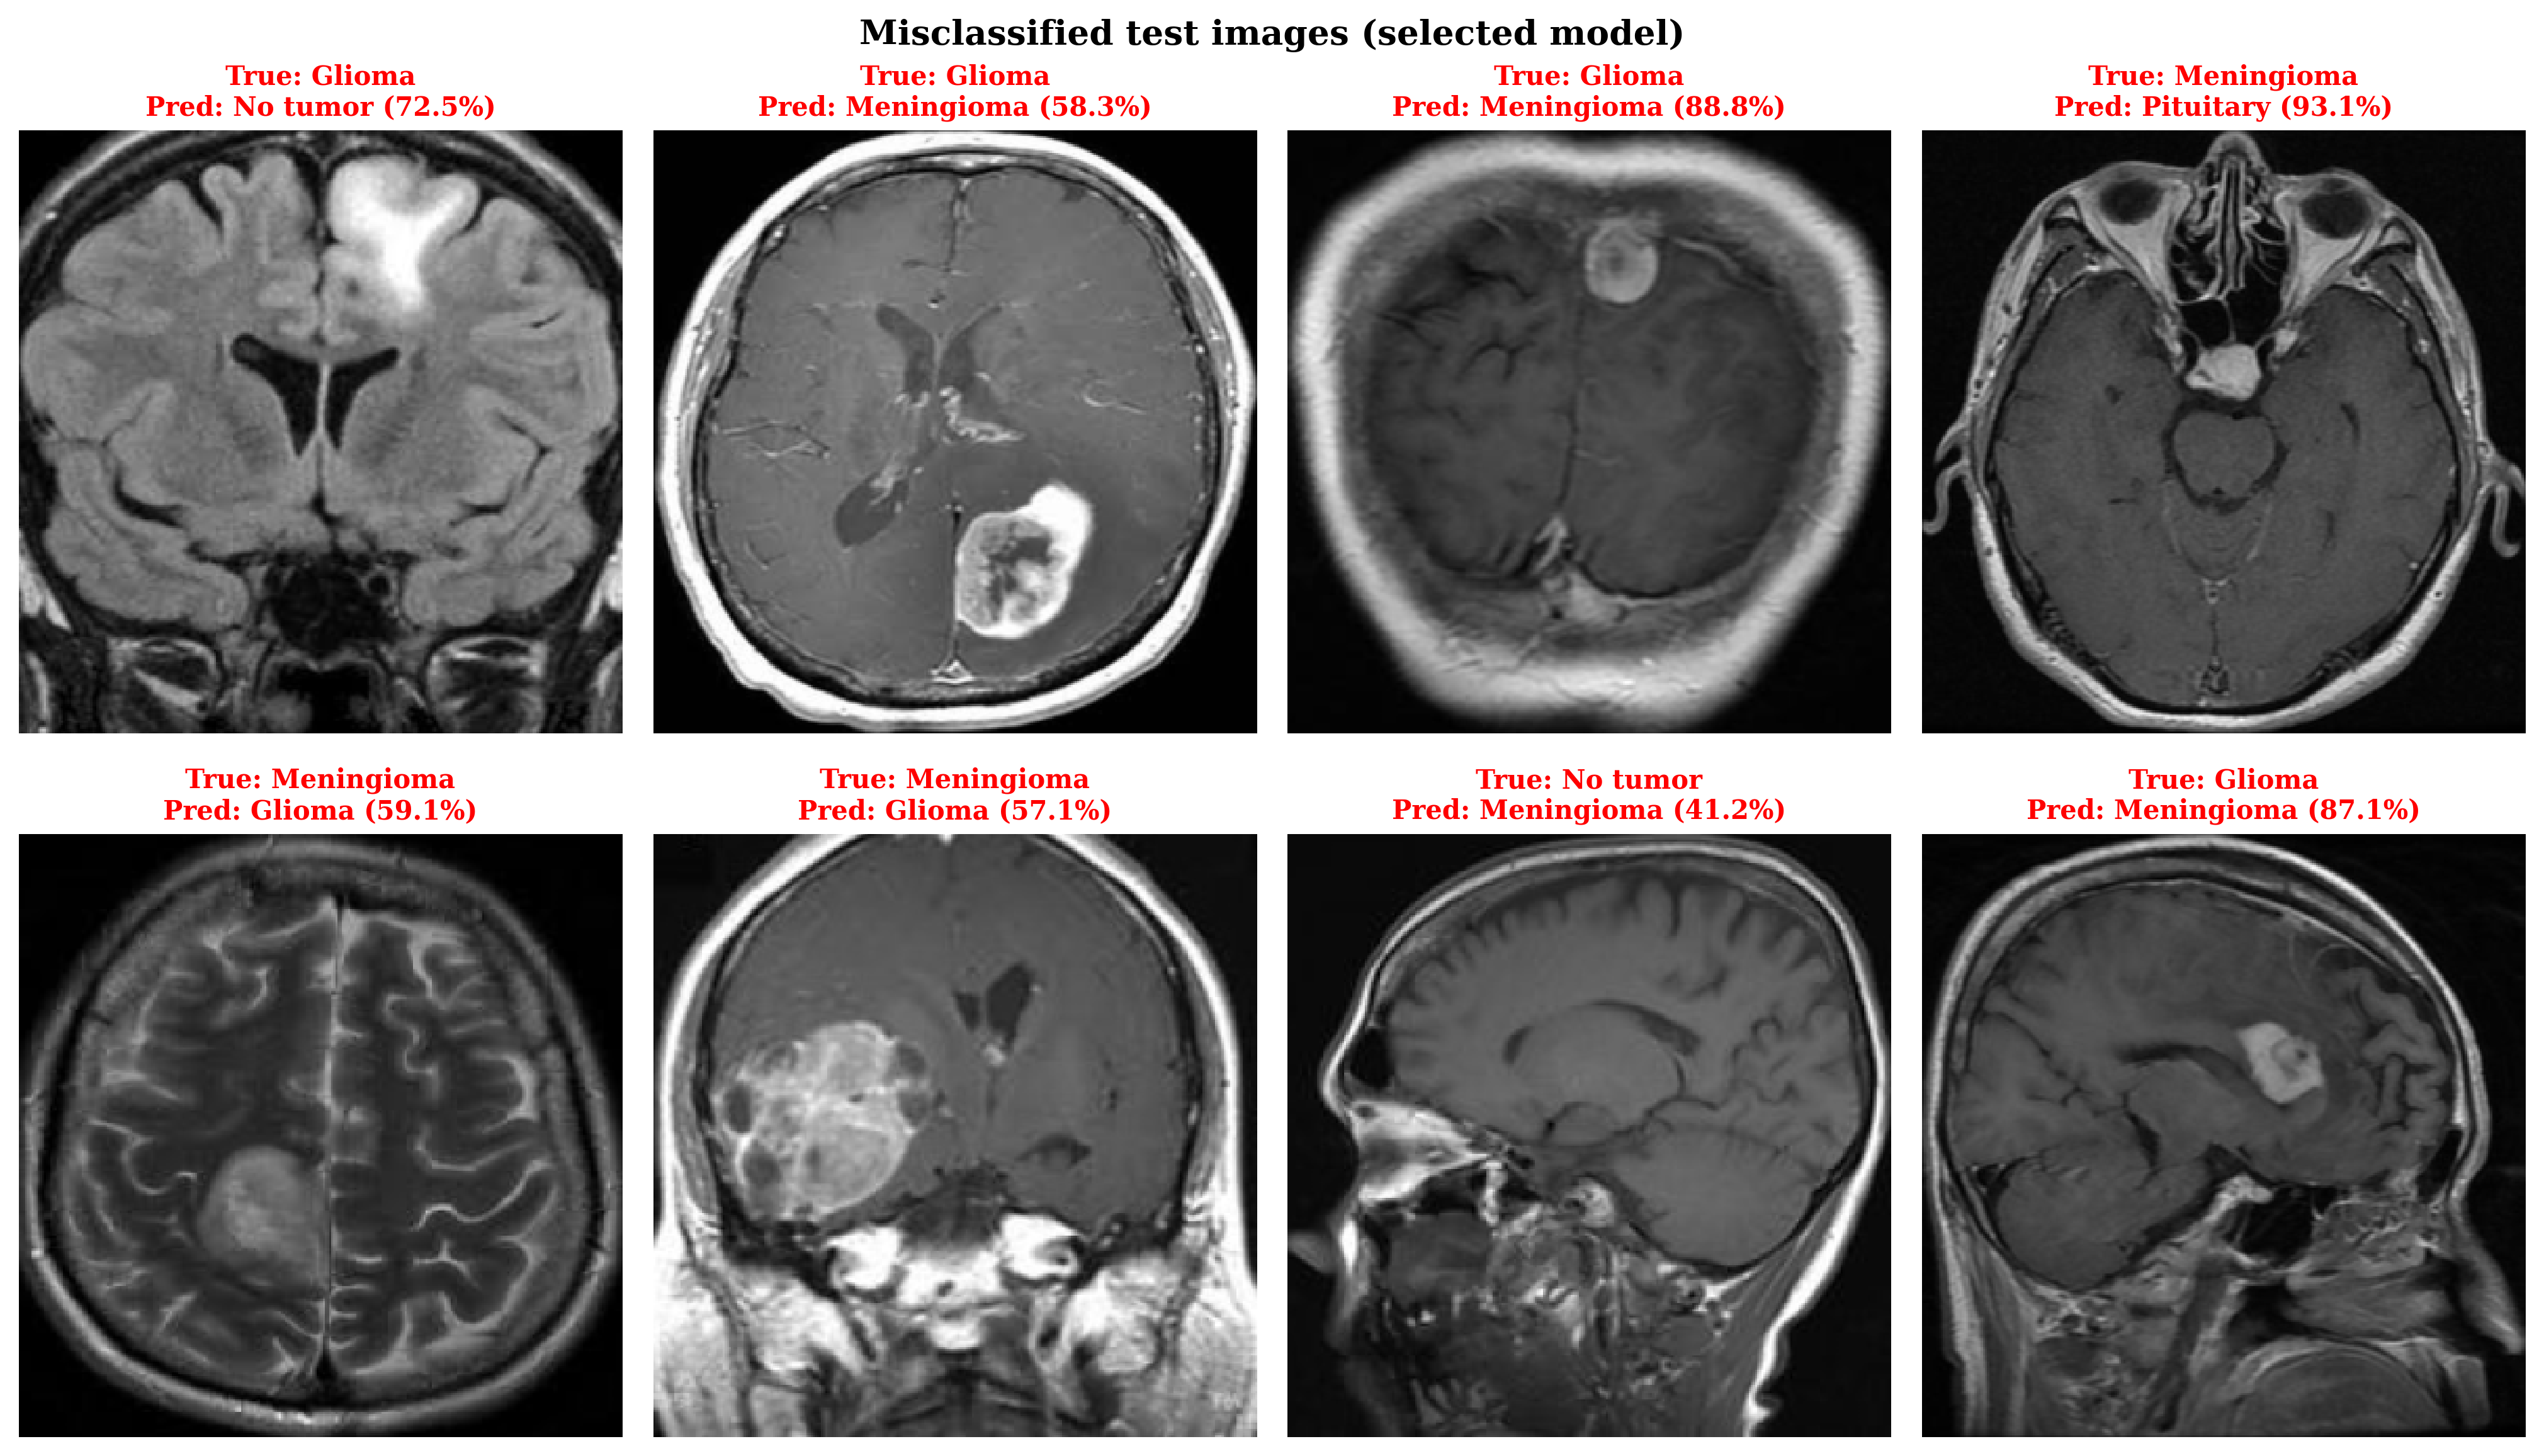 Misclassified test images (selected model)
True: Glioma
Pred: No tumor (72.5%)
True: Glioma
Pred: Meningioma (58.3%)
True: Glioma
Pred: Meningioma (88.8%)
True: Meningioma
Pred: Pituitary (93.1%)
True: Meningioma
Pred: Glioma (59.1%)
True: Meningioma
Pred: Glioma (57.1%)
True: No tumor
Pred: Meningioma (41.2%)
True: Glioma
Pred: Meningioma (87.1%)